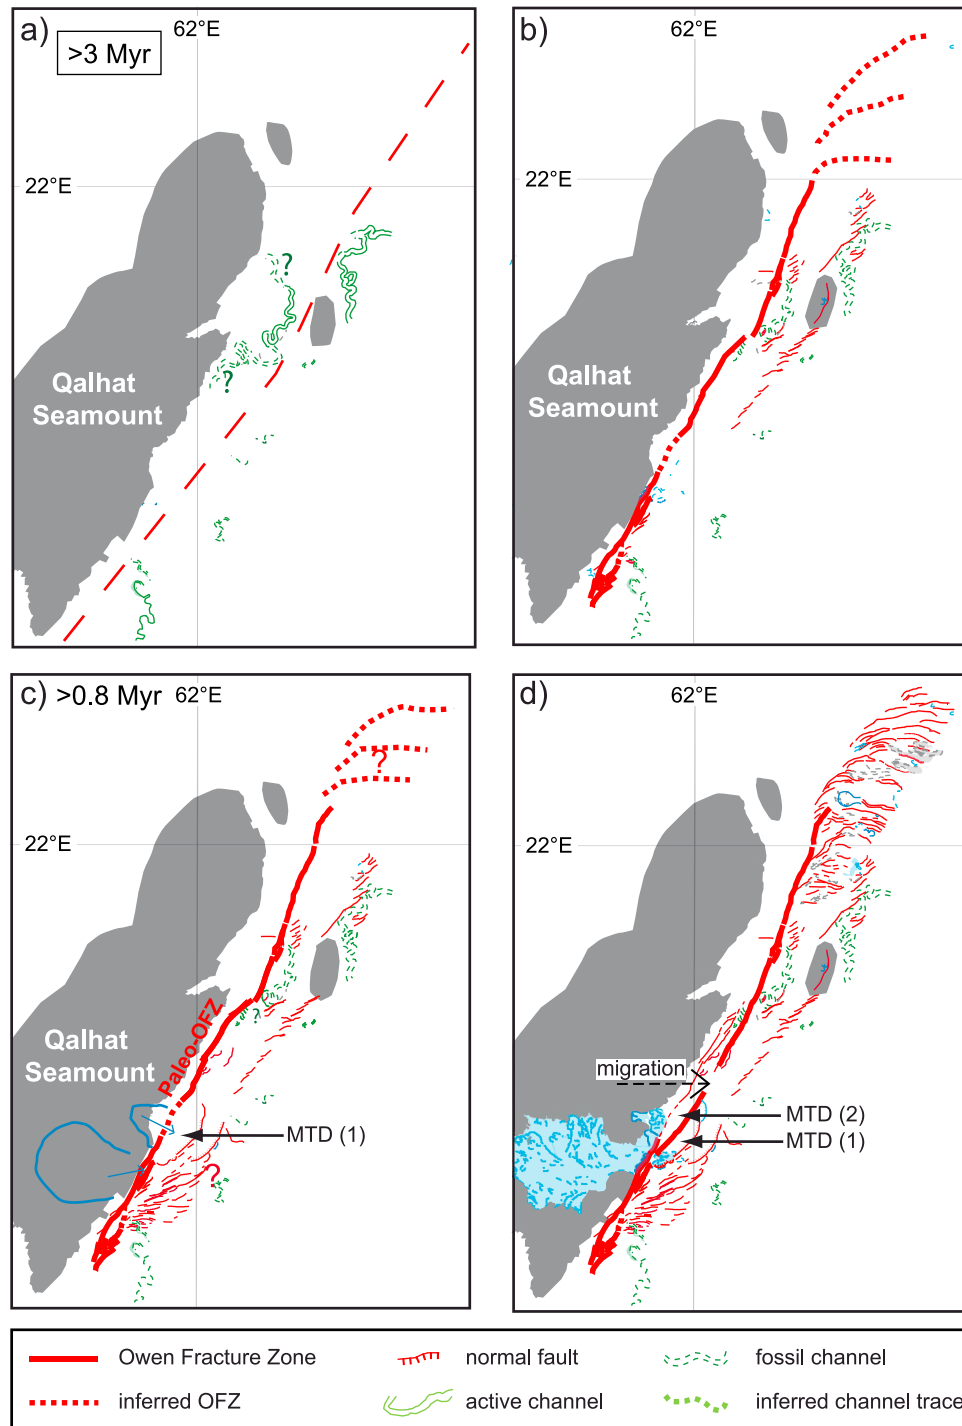 a)
62°E
>3 Myr
22°E
?
?
Qalhat
Seamount
b)
62°E
22°E
Qalhat
Seamount
c)
>0.8 Myr
62°E
?
22°E
Paleo-OFZ
?
Qalhat
Seamount
MTD (1)
?
d)
62°E
22°E
migration
MTD (2)
MTD (1)
Owen Fracture Zone
normal fault
fossil channel
inferred OFZ
active channel
inferred channel trace